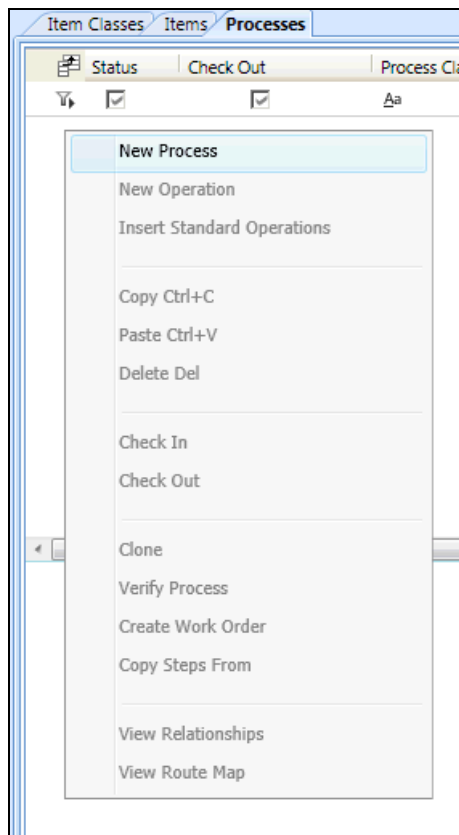 Item Classes Items Processes
Status Check Out Process Cla
Aa
New Process
New Operation
Insert Standard Operations
Copy Ctrl+C
Paste Ctrl+V
Delete Del
Check In
Check Out
Clone
Verify Process
Create Work Order
Copy Steps From
View Relationships
View Route Map